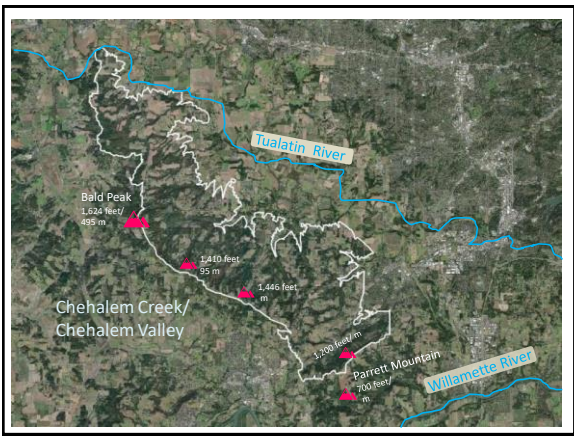 Tualatin River
Bald Peak
1,624 feet/
495 m
1,410 feet
95 m
1,446 feet
m
Chehalem Creek/
Chehalem Valley
1,200 feet/ m
Parrett Mountain
700 feet/
m
Willamette River